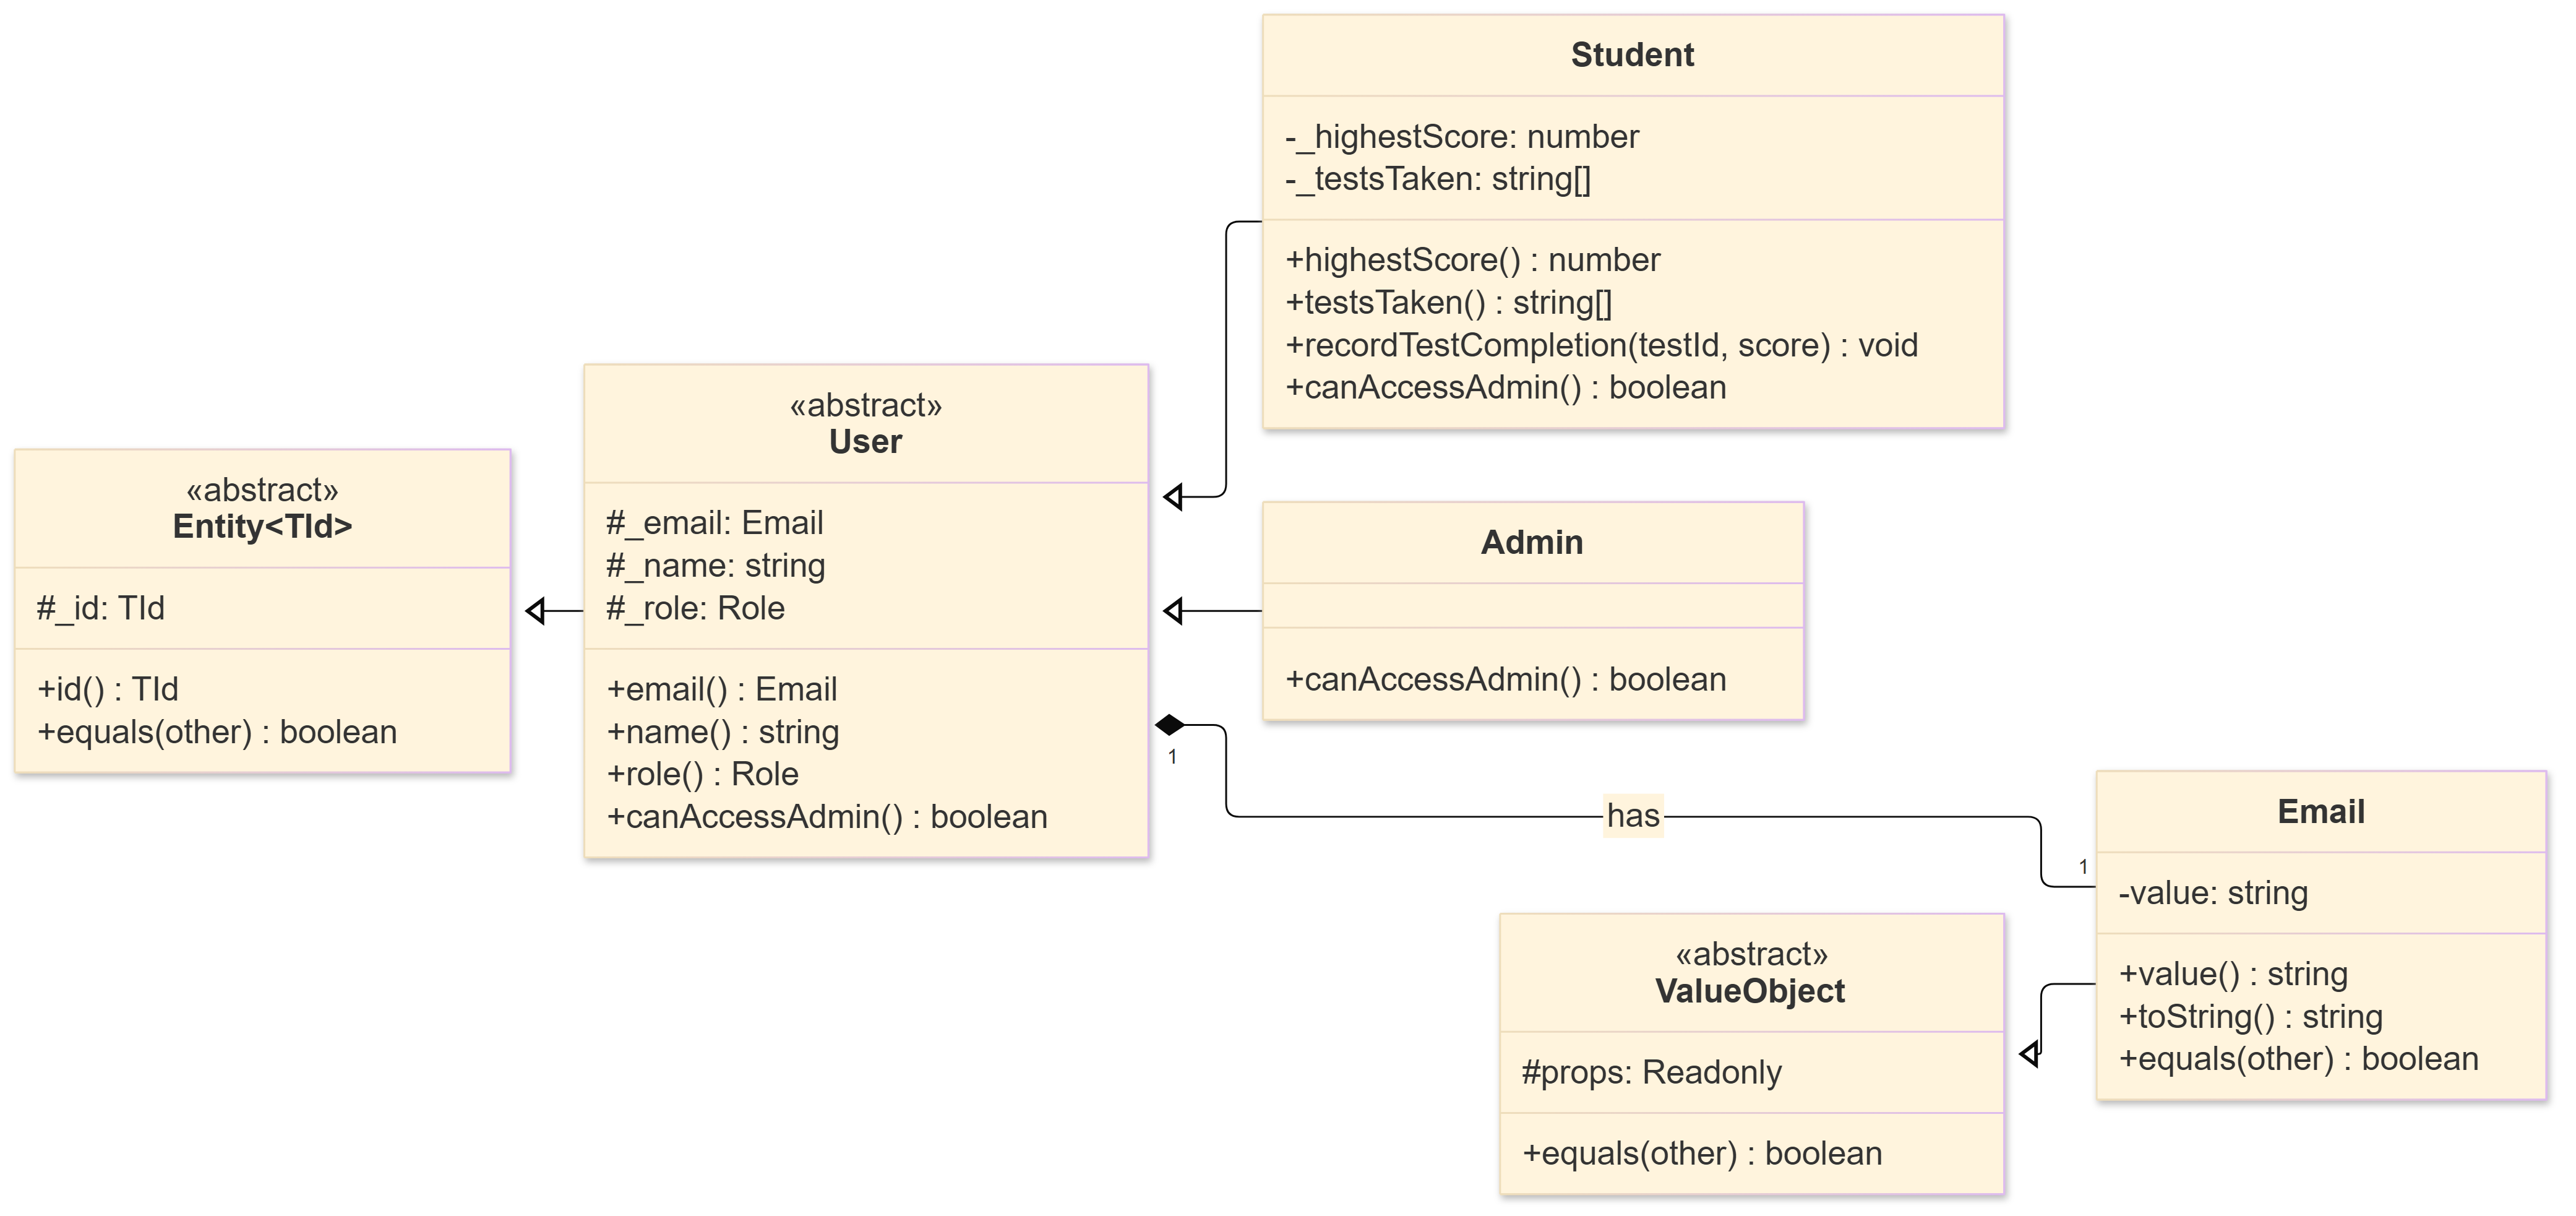 Student
-_highestScore: number
-_testsTaken: string[]
+highestScore() : number
+testsTaken() : string[]
+recordTestCompletion(testId, score) : void
+canAccessAdmin() : boolean
«abstract»
User
#_email: Email
#_name: string
#_role: Role
+email() : Email
+name() : string
+role() : Role
+canAccessAdmin() : boolean
«abstract»
Entity<TId>
#_id: TId
+id() : TId
+equals(other) : boolean
Admin
+canAccessAdmin() : boolean
1
has
1
Email
-value: string
+value() : string
+toString() : string
+equals(other) : boolean
«abstract»
ValueObject
#props: Readonly
+equals(other) : boolean